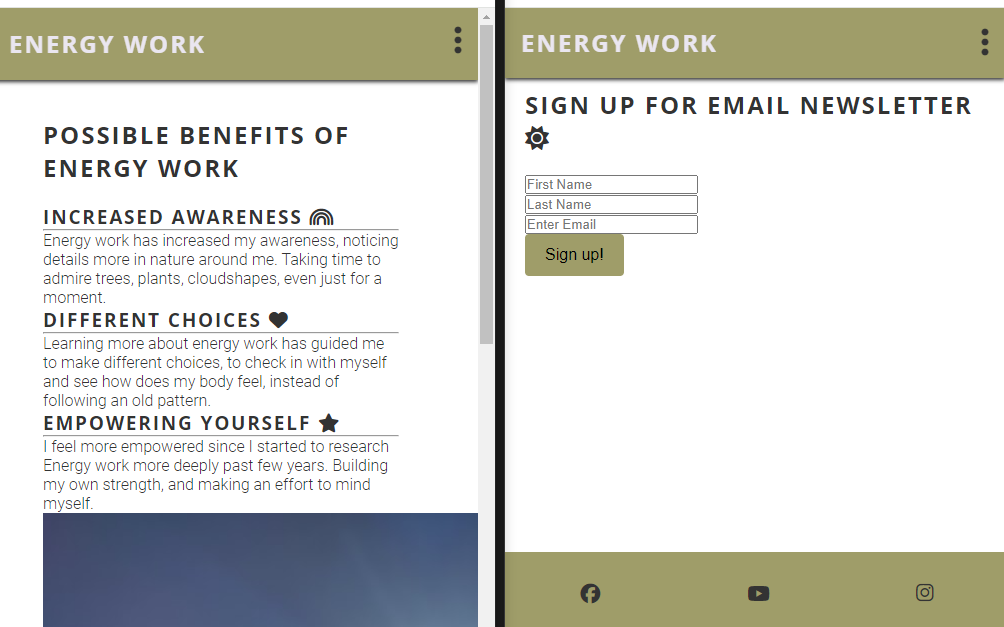 ENERGY WORK
POSSIBLE BENEFITS OF
ENERGY WORK
INCREASED AWARENESS
Energy work has increased my awareness, noticing
details more in nature around me. Taking time to
admire trees, plants, cloudshapes, even just for a
moment.
DIFFERENT CHOICES
Learning more about energy work has guided me
to make different choices, to check in with myself
and see how does my body feel, instead of
following an old pattern.
EMPOWERING YOURSELF
I feel more empowered since I started to research
Energy work more deeply past few years. Building
my own strength, and making an effort to mind
myself.
ENERGY WORK
SIGN UP FOR EMAIL NEWSLETTER
First Name
Last Name
Enter Email
Sign up!